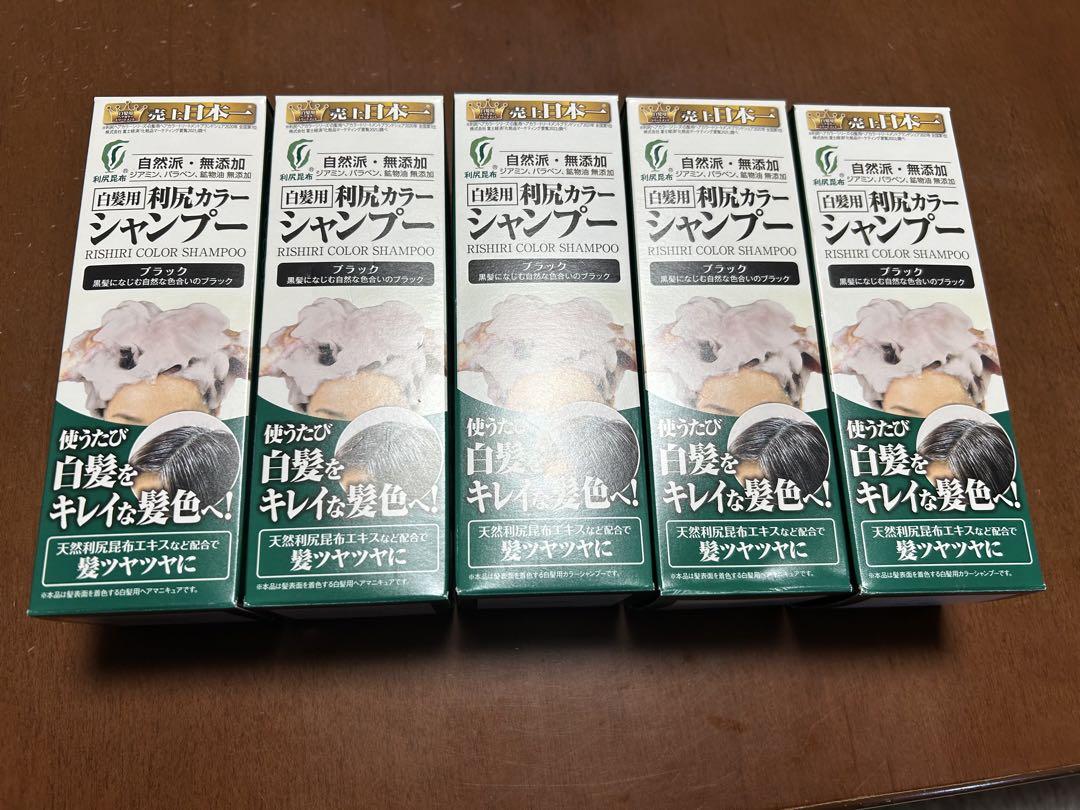 売上日本一
自然派・無添加
ジアミン、パラベン、鉱物油 無添加
利尻昆布
白髪用 利尻カラー
シャンプー
RISHIRI COLOR SHAMPOO
ブラック
黒髪になじむ自然な色合いのブラック
使うたび
白髪を
キレイな髪色へ!
天然利尻昆布エキスなど配合で
髪ツヤツヤに
※本品は髪表面を着色する白髪用ヘアマニキュアです。
売上日本一
自然派・無添加
ジアミン、パラベン、鉱物油 無添加
利尻昆布
白髪用 利尻カラー
シャンプー
RISHIRI COLOR SHAMPOO
ブラック
黒髪になじむ自然な色合いのブラック
使うたび
白髪を
キレイな髪色へ!
天然利尻昆布エキスなど配合で
髪ツヤツヤに
※本品は髪表面を着色する白髪用ヘアマニキュアです。
売上日本一
自然派・無添加
ジアミン、パラベン、鉱物油 無添加
利尻昆布
白髪用 利尻カラー
シャンプー
RISHIRI COLOR SHAMPOO
ブラック
黒髪になじむ自然な色合いのブラック
使うたび
白髪を
キレイな髪色へ!
天然利尻昆布エキスなど配合で
髪ツヤツヤに
※本品は髪表面を着色する白髪用カラーシャンプーです。
売上日本一
自然派・無添加
ジアミン、パラベン、鉱物油 無添加
利尻昆布
白髪用 利尻カラー
シャンプー
RISHIRI COLOR SHAMPOO
ブラック
黒髪になじむ自然な色合いのブラック
使うたび
白髪を
キレイな髪色へ!
天然利尻昆布エキスなど配合で
髪ツヤツヤに
※本品は髪表面を着色する白髪用カラーシャンプーです。
売上日本一
自然派・無添加
ジアミン、パラベン、鉱物油 無添加
利尻昆布
白髪用 利尻カラー
シャンプー
RISHIRI COLOR SHAMPOO
ブラック
黒髪になじむ自然な色合いのブラック
使うたび
白髪を
キレイな髪色へ!
天然利尻昆布エキスなど配合で
髪ツヤツヤに
※本品は髪表面を着色する白髪用カラーシャンプーです。